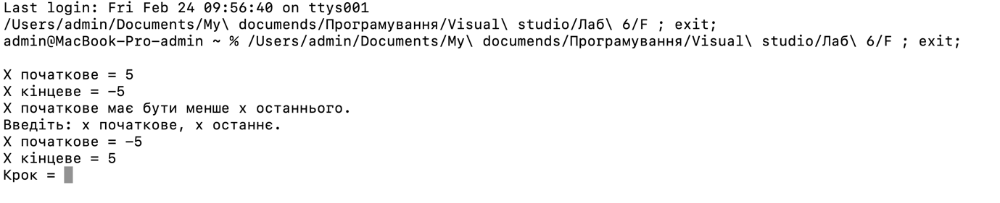 Last login: Fri Feb 24 09:56:40 on ttys001
/Users/admin/Documents/My\ documends/Програмування/Visual\ studio/Лаб\ 6/F ; exit;
admin@MacBook-Pro-admin ~ % /Users/admin/Documents/My\ documends/Програмування/Visual\ studio/Лаб\ 6/F ; exit;
X початкове = 5
X кінцеве = -5
X початкове має бути менше x останнього.
Введіть: x початкове, x останнє.
X початкове = -5
X кінцеве = 5
Крок =